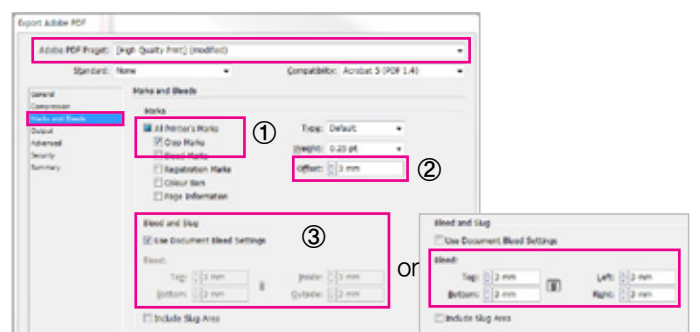 Export Adobe PDF
Adobe PDF Preset: [High Quality Print] (modified)
Standard: None Compatibility: Acrobat 5 (PDF 1.4)
General
Compression
Marks and Bleeds
Output
Advanced
Security
Summary
Marks and Bleeds
Marks
All Printer's Marks
Crop Marks
Bleed Marks
Registration Marks
Colour Bars
Page Information
①
Type: Default
Weight: 0.25 pt
Offset: 3 mm
②
Bleed and Slug
Use Document Bleed Settings
③
Bleed:
Top: 3 mm Inside: 3 mm
Bottom: 3 mm Outside: 3 mm
Include Slug Area
or
Bleed and Slug
Use Document Bleed Settings
Bleed:
Top: 3 mm Left: 3 mm
Bottom: 3 mm Right: 3 mm
Include Slug Area